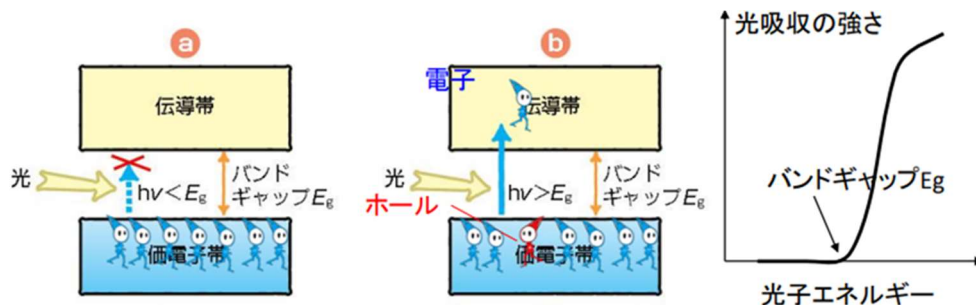 a
伝導帯
光
hν<Eg
バンド
ギャップEg
価電子帯
b
電子
伝導帯
光
hν>Eg
バンド
ギャップEg
ホール
価電子帯
光吸収の強さ
バンドギャップEg
光子エネルギー